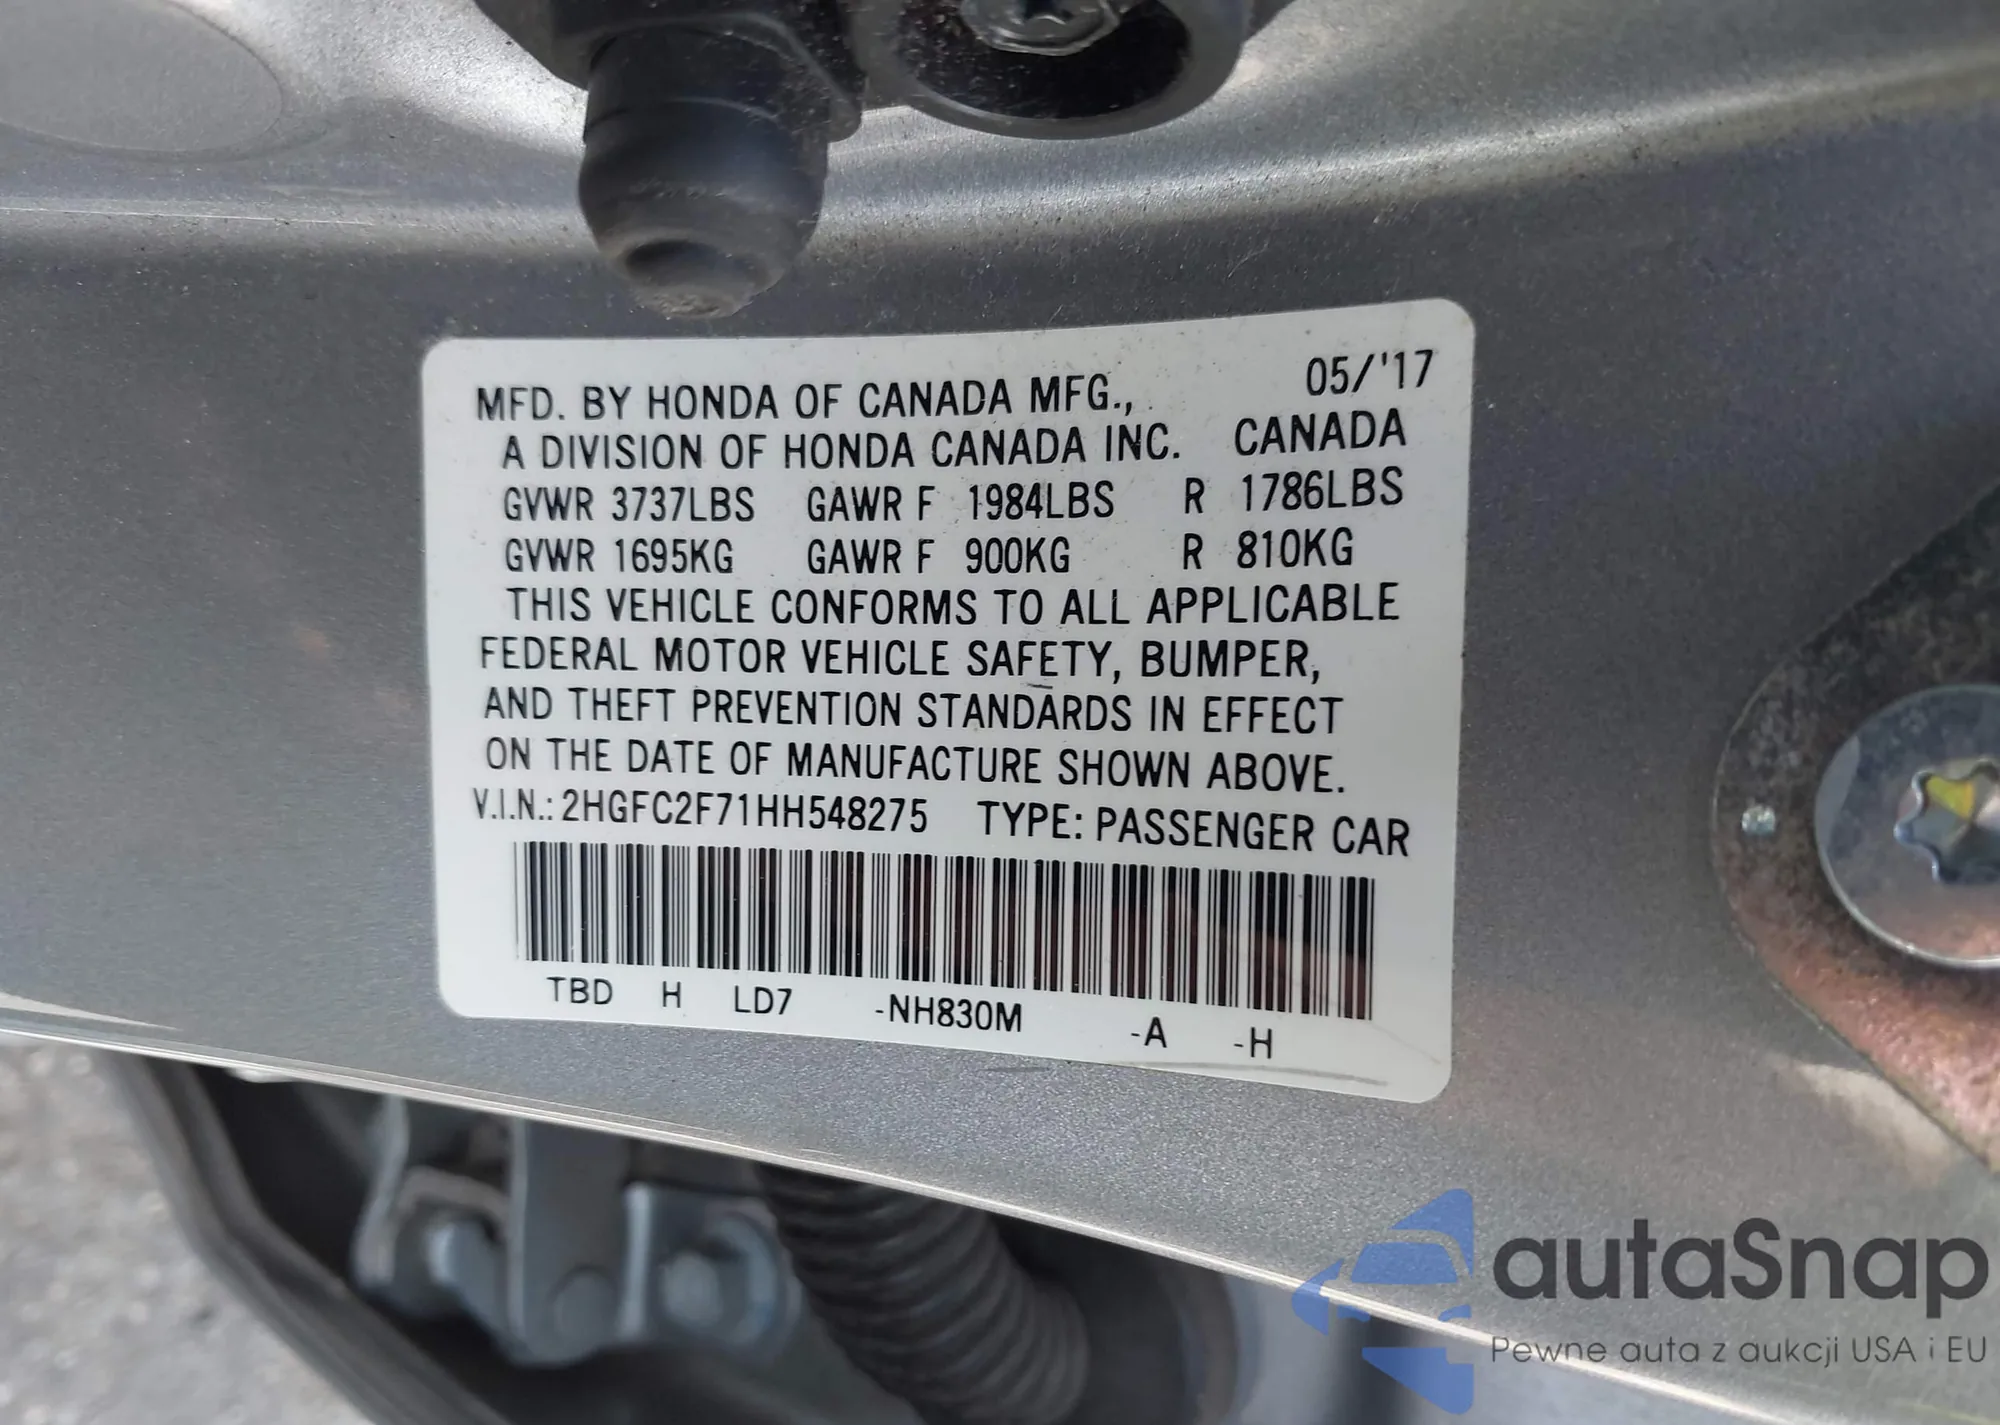 MFD. BY HONDA OF CANADA MFG., 05/'17
A DIVISION OF HONDA CANADA INC. CANADA
GVWR 3737LBS GAWR F 1984LBS R 1786LBS
GVWR 1695KG GAWR F 900KG R 810KG
THIS VEHICLE CONFORMS TO ALL APPLICABLE
FEDERAL MOTOR VEHICLE SAFETY, BUMPER,
AND THEFT PREVENTION STANDARDS IN EFFECT
ON THE DATE OF MANUFACTURE SHOWN ABOVE.
V.I.N.: 2HGFC2F71HH548275 TYPE: PASSENGER CAR
TBD H LD7 -NH830M -A -H
autaSnap
Pewne auta z aukcji USA i EU